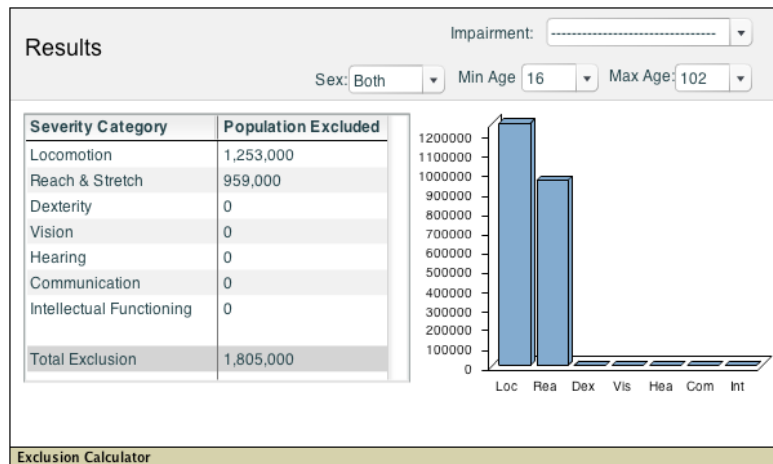 Results
Impairment: --------------------------------
Sex: Both Min Age 16 Max Age: 102
Severity Category Population Excluded
Locomotion 1,253,000
Reach & Stretch 959,000
Dexterity 0
Vision 0
Hearing 0
Communication 0
Intellectual Functioning 0
Total Exclusion 1,805,000
1200000
1100000
1000000
900000
800000
700000
600000
500000
400000
300000
200000
100000
0
Loc Rea Dex Vis Hea Com Int
Exclusion Calculator